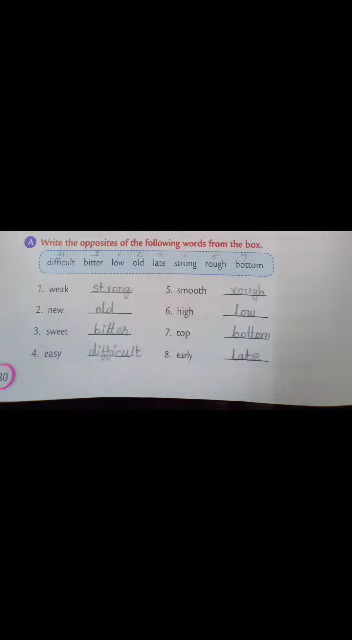 A Write the opposites of the following words from the box.
difficult bitter low old late strong rough bottom
1. weak strong 5. smooth rough
2. new old 6. high low
3. sweet bitter 7. top bottom
4. easy difficult 8. early late
80